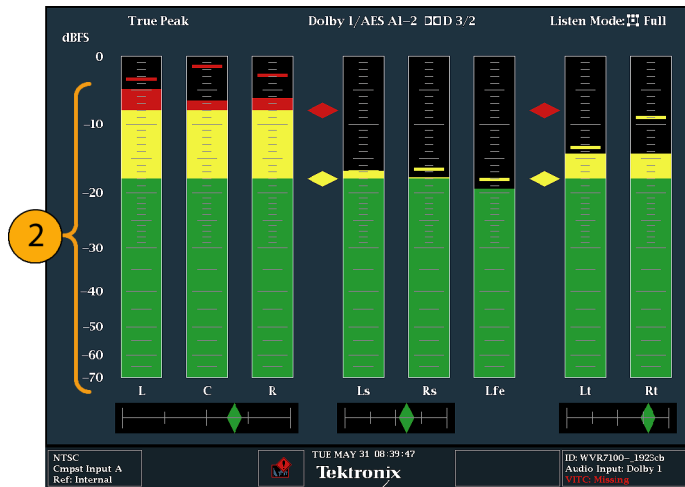 True Peak
Dolby 1/AES A1-2 D 3/2
Listen Mode: Full
dBFS
0
-10
-20
-30
-40
-50
-60
-70
2
L
C
R
Ls
Rs
Lfe
Lt
Rt
NTSC
Cmpst Input A
Ref: Internal
TUE MAY 31 08:39:47
Tektronix
ID: WVR7100-_1923cb
Audio Input: Dolby 1
VITC: Missing